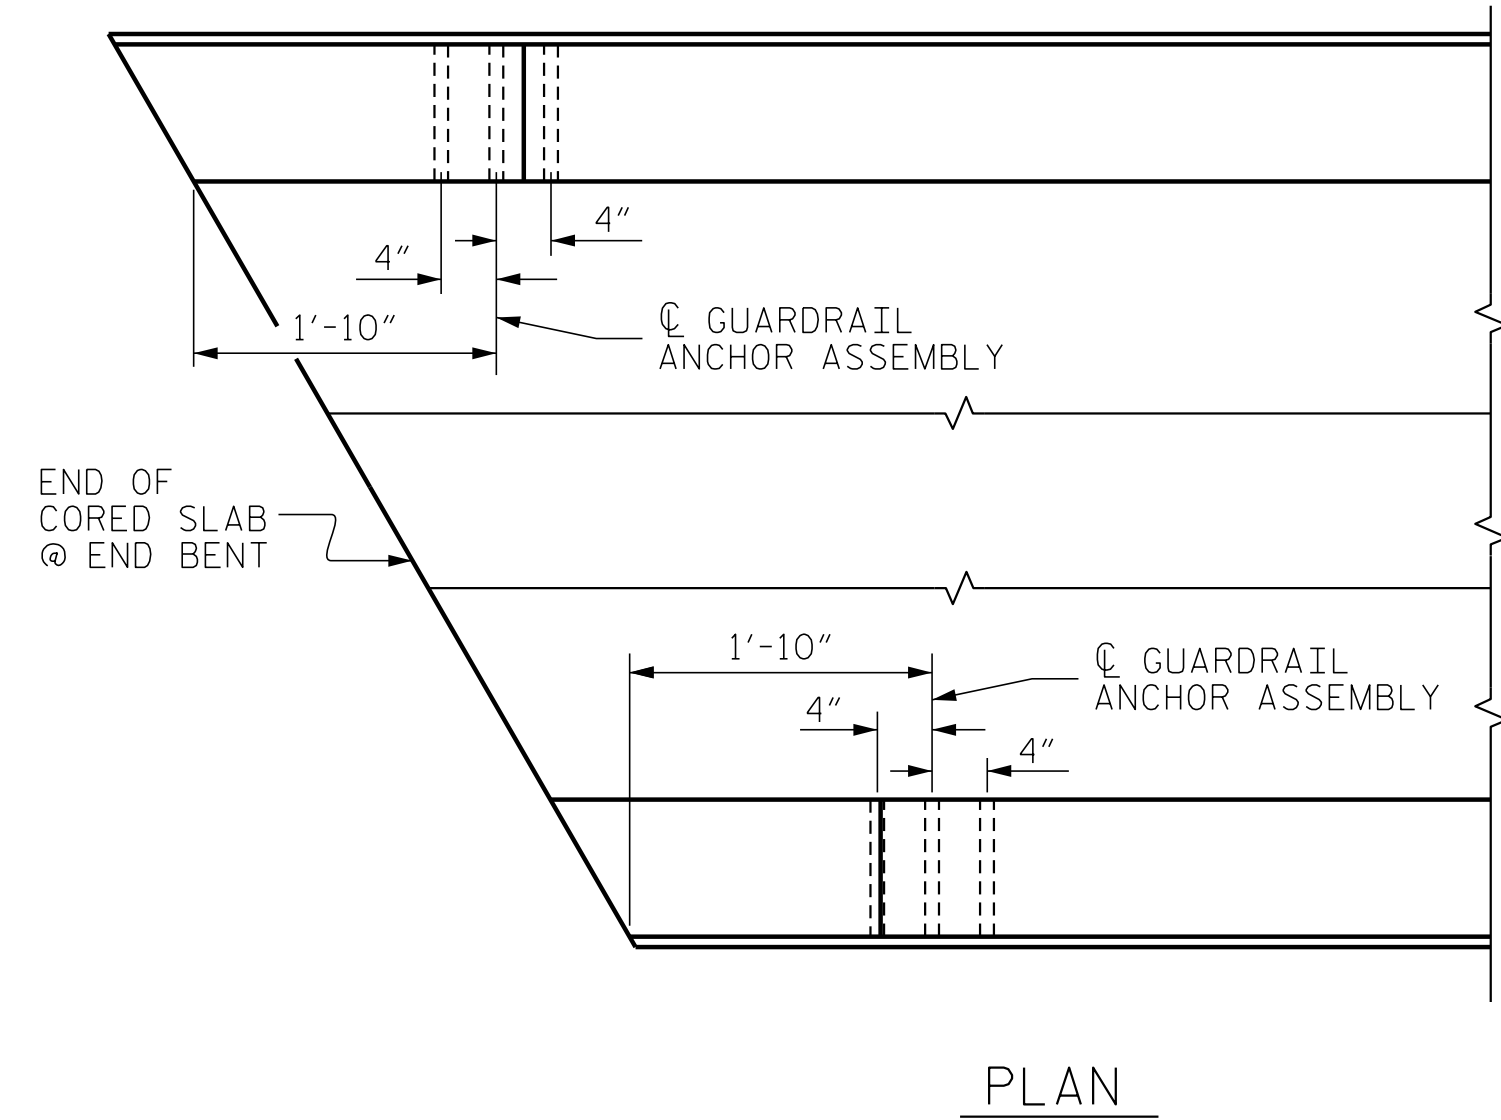 4"
4"
1'-10"
℄ GUARDRAIL
ANCHOR ASSEMBLY
END OF
CORED SLAB
@ END BENT
1'-10"
℄ GUARDRAIL
ANCHOR ASSEMBLY
4"
4"
PLAN